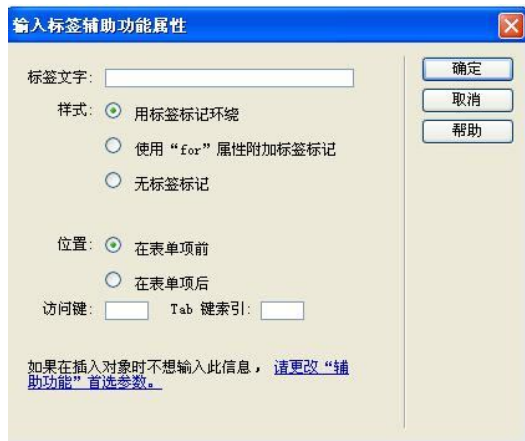 输入标签辅助功能属性
标签文字:
确定
样式: 用标签标记环绕
取消
使用“for”属性附加标签标记
帮助
无标签标记
位置: 在表单项前
在表单项后
访问键: Tab 键索引:
如果在插入对象时不想输入此信息，请更改“辅
助功能”首选参数。